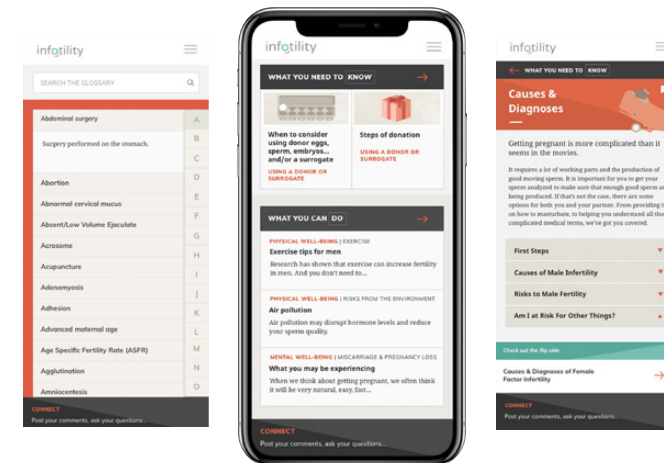 infotility
SEARCH THE GLOSSARY
Abdominal surgery
Surgery performed on the stomach.
Abortion
Abnormal cervical mucus
Absent/Low Volume Ejaculate
Acrosome
Acupuncture
Adenomyosis
Adhesion
Advanced maternal age
Age Specific Fertility Rate (ASFR)
Agglutination
Amniocentesis
A
B
C
D
E
F
G
H
I
J
K
L
M
N
O
CONNECT
Post your comments, ask your questions...
infotility
WHAT YOU NEED TO KNOW
When to consider
using donor eggs,
sperm, embryos...
and/or a surrogate
USING A DONOR OR
SURROGATE
Steps of donation
USING A DONOR OR
SURROGATE
WHAT YOU CAN DO
PHYSICAL WELL-BEING | EXERCISE
Exercise tips for men
Research has shown that exercise can increase fertility
in men. And you don't need to...
PHYSICAL WELL-BEING | RISKS FROM THE ENVIRONMENT
Air pollution
Air pollution may disrupt hormone levels and reduce
your sperm quality.
MENTAL WELL-BEING | MISCARRIAGE & PREGNANCY LOSS
What you may be experiencing
When we think about getting pregnant, we often think
it will be very natural, easy, fast...
CONNECT
Post your comments, ask your questions...
infotility
WHAT YOU NEED TO KNOW
Causes &
Diagnoses
Getting pregnant is more complicated than it
seems in the movies.
It requires a lot of working parts and the production of
good moving sperm. It is important for you to get your
sperm analyzed to make sure that enough good sperm are
being produced. If that's not the case, there are some
options for both you and your partner. From providing
on how to masturbate, to helping you understand all the
complicated medical terms, we've got you covered.
First Steps
Causes of Male Infertility
Risks to Male Fertility
Am I at Risk For Other Things?
Check out the flip side
Causes & Diagnoses of Female
Factor Infertility
CONNECT
Post your comments, ask your questions...